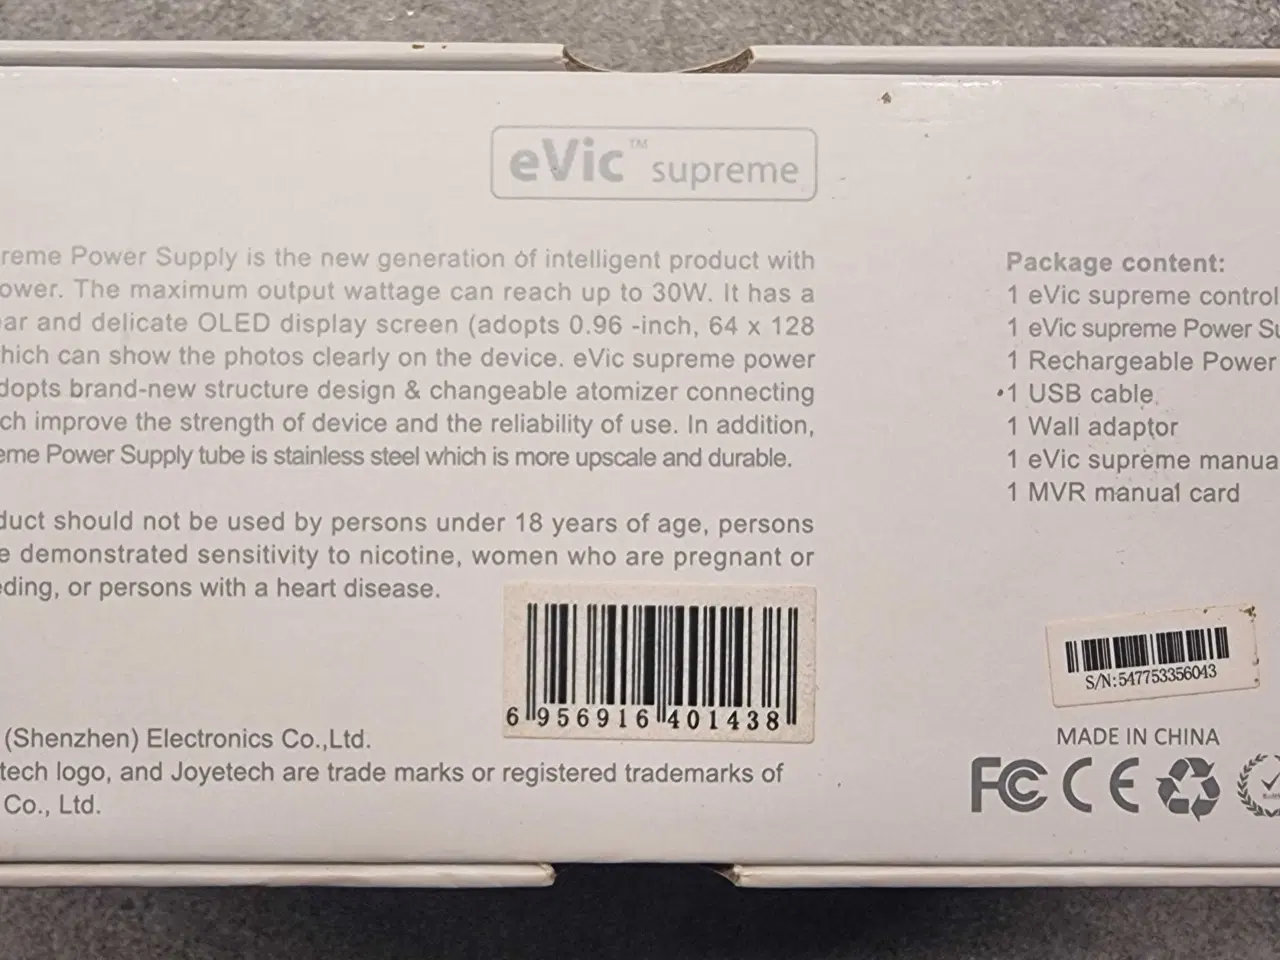 eVic™ supreme
reme Power Supply is the new generation of intelligent product with
ower. The maximum output wattage can reach up to 30W. It has a
ar and delicate OLED display screen (adopts 0.96 -inch, 64 x 128
hich can show the photos clearly on the device. eVic supreme power
dopts brand-new structure design & changeable atomizer connecting
ch improve the strength of device and the reliability of use. In addition,
eme Power Supply tube is stainless steel which is more upscale and durable.
duct should not be used by persons under 18 years of age, persons
e demonstrated sensitivity to nicotine, women who are pregnant or
eding, or persons with a heart disease.
6 956916 401438
(Shenzhen) Electronics Co.,Ltd.
tech logo, and Joyetech are trade marks or registered trademarks of
Co., Ltd.
Package content:
1 eVic supreme control
1 eVic supreme Power Su
1 Rechargeable Power
1 USB cable
1 Wall adaptor
1 eVic supreme manua
1 MVR manual card
S/N:547753356043
MADE IN CHINA
FC CE